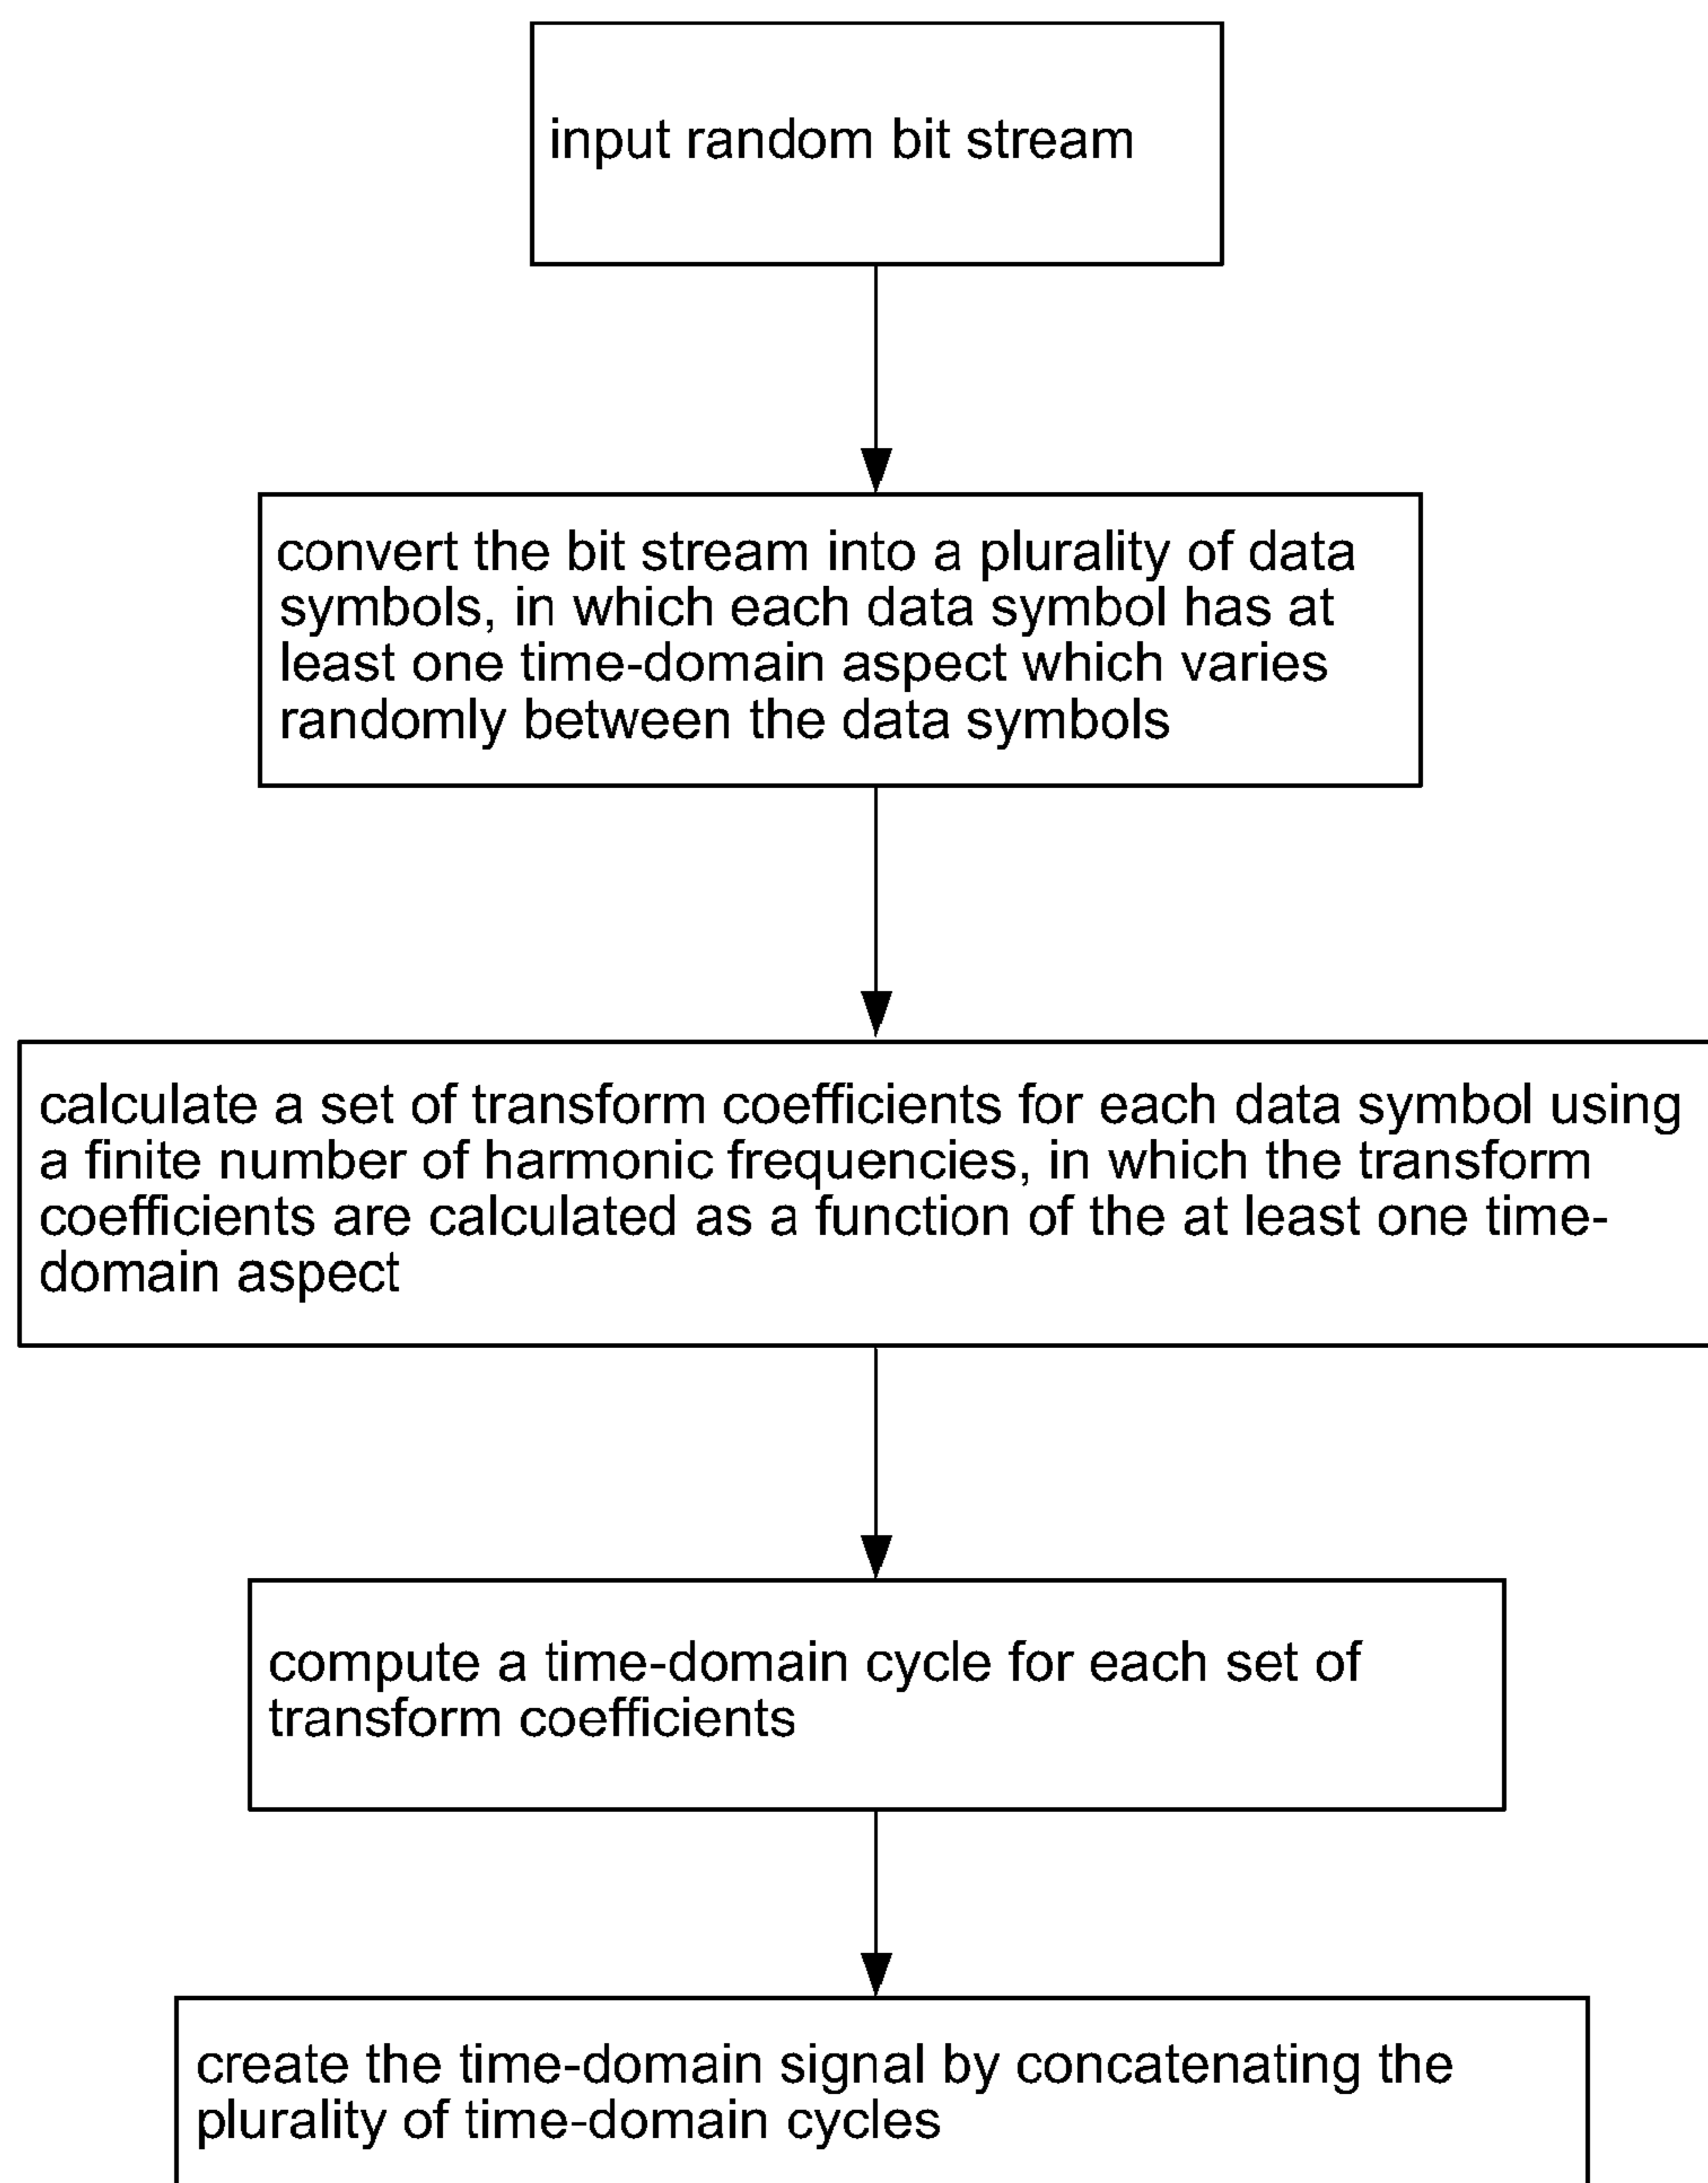 input random bit stream
convert the bit stream into a plurality of data
symbols, in which each data symbol has at
least one time-domain aspect which varies
randomly between the data symbols
calculate a set of transform coefficients for each data symbol using
a finite number of harmonic frequencies, in which the transform
coefficients are calculated as a function of the at least one time-
domain aspect
compute a time-domain cycle for each set of
transform coefficients
create the time-domain signal by concatenating the
plurality of time-domain cycles